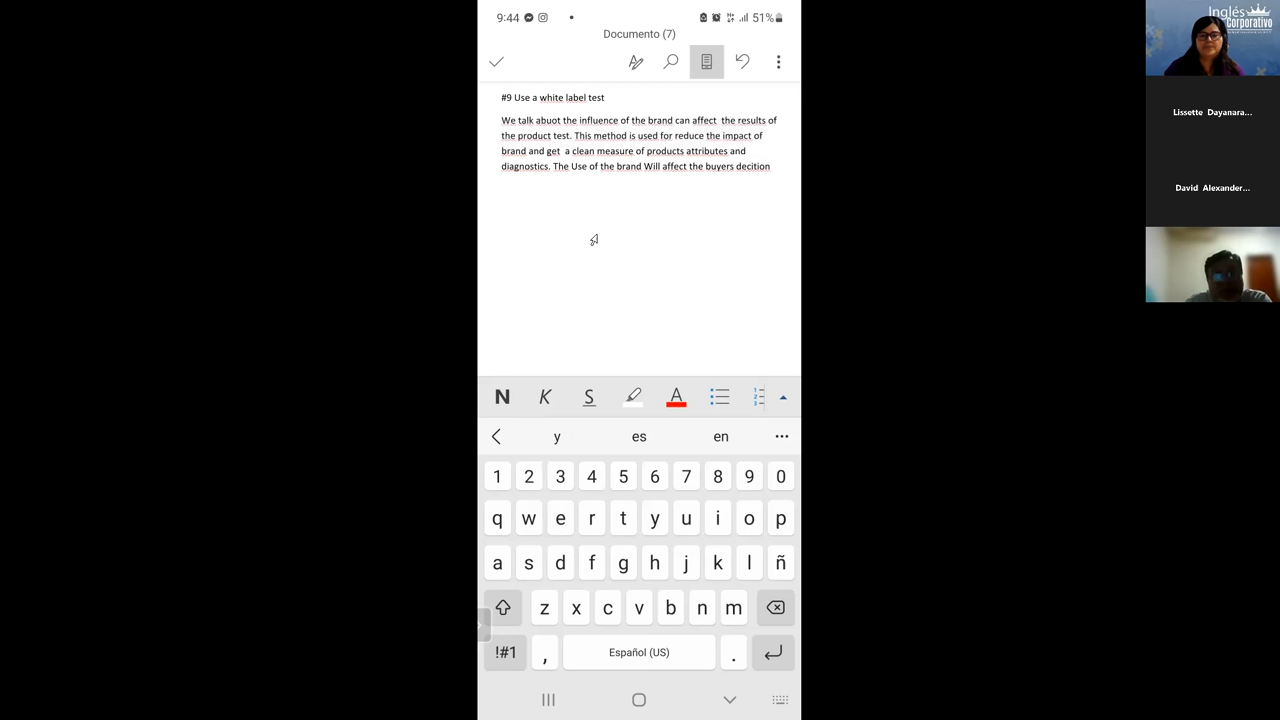 9:44
51%
Documento (7)
#9 Use a white label test
We talk abuot the influence of the brand can affect the results of
the product test. This method is used for reduce the impact of
brand and get a clean measure of products attributes and
diagnostics. The Use of the brand Will affect the buyers decition
N K S A
y es en ...
1 2 3 4 5 6 7 8 9 0
q w e r t y u i o p
a s d f g h j k l ñ
z x c v b n m
!#1 , Español (US) .
Inglés
Corporativo
Lissette Dayanara...
David Alexander...